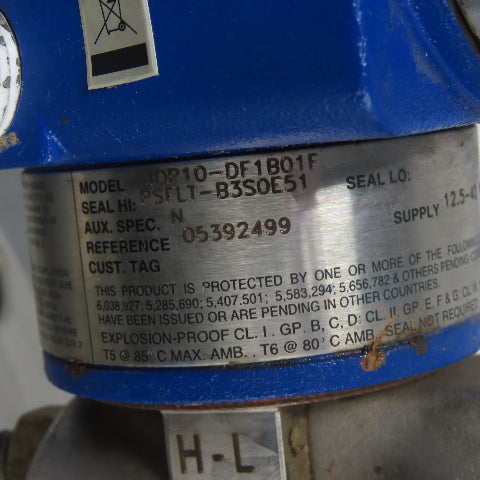 MODEL IDP10-DF1B01F
SEAL HI: PSFLT-B3S0E51 SEAL LO:
AUX. SPEC. N
REFERENCE 05392499 SUPPLY 12.5-42
CUST. TAG
THIS PRODUCT IS PROTECTED BY ONE OR MORE OF THE FOLLOWING
6,038,927; 5,285,690; 5,407,501; 5,583,294; 5,656,782 & OTHERS PENDING
HAVE BEEN ISSUED OR ARE PENDING IN OTHER COUNTRIES.
EXPLOSION-PROOF CL. I. GP. B, C, D: CL. II. GP. E, F & G. CL. III.
T5 @ 85°C MAX. AMB., T6 @ 80°C AMB. SEAL NOT REQUIRED.
H-L